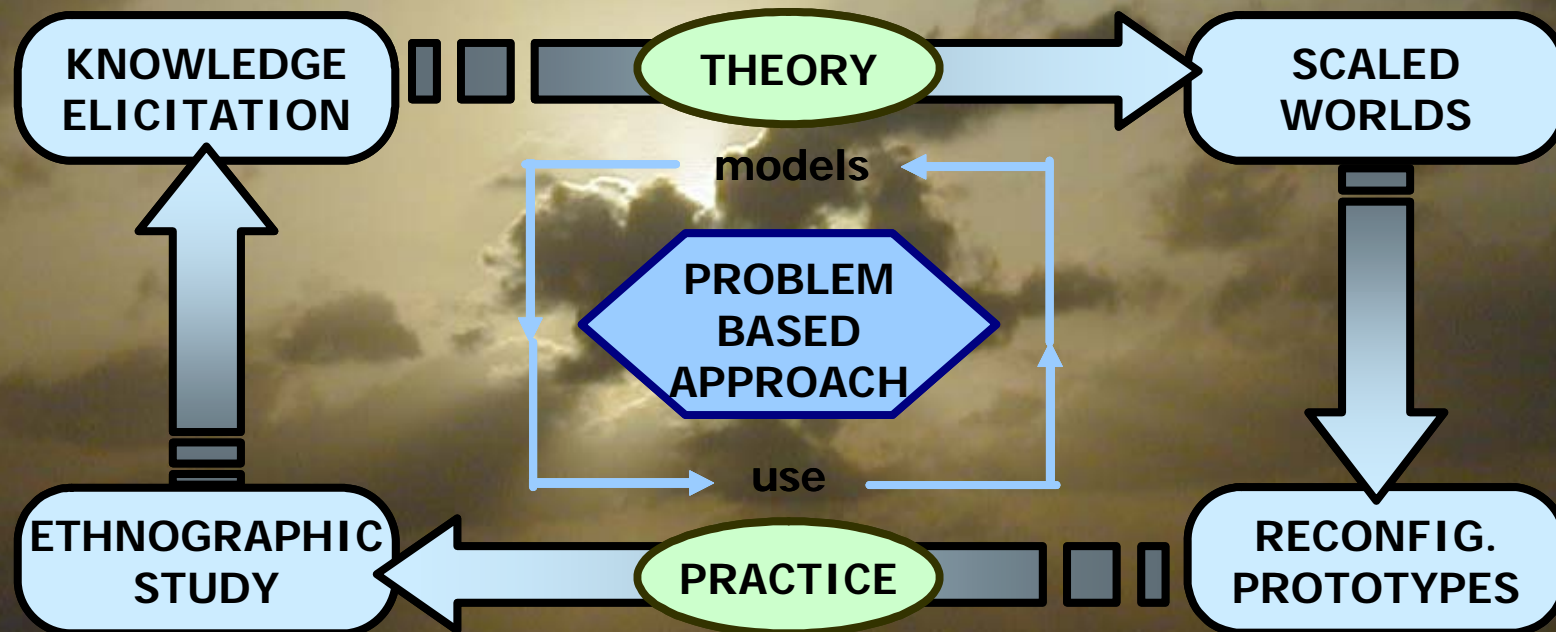 KNOWLEDGE
ELICITATION
THEORY
SCALED
WORLDS
models
PROBLEM
BASED
APPROACH
use
ETHNOGRAPHIC
STUDY
PRACTICE
RECONFIG.
PROTOTYPES